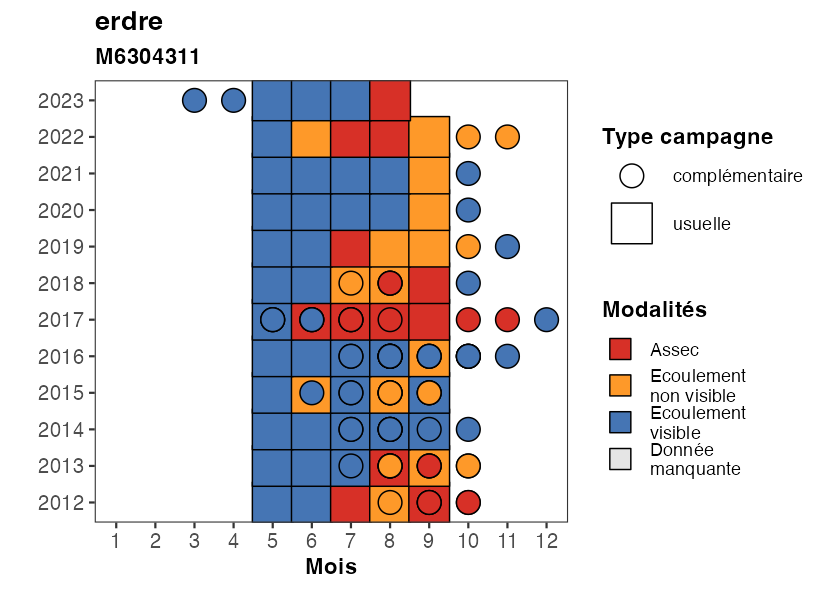 erdre
M6304311
2023
2022
2021
2020
2019
2018
2017
2016
2015
2014
2013
2012
1 2 3 4 5 6 7 8 9 10 11 12
Mois
Type campagne
complémentaire
usuelle
Modalités
Assec
Ecoulement
non visible
Ecoulement
visible
Donnée
manquante